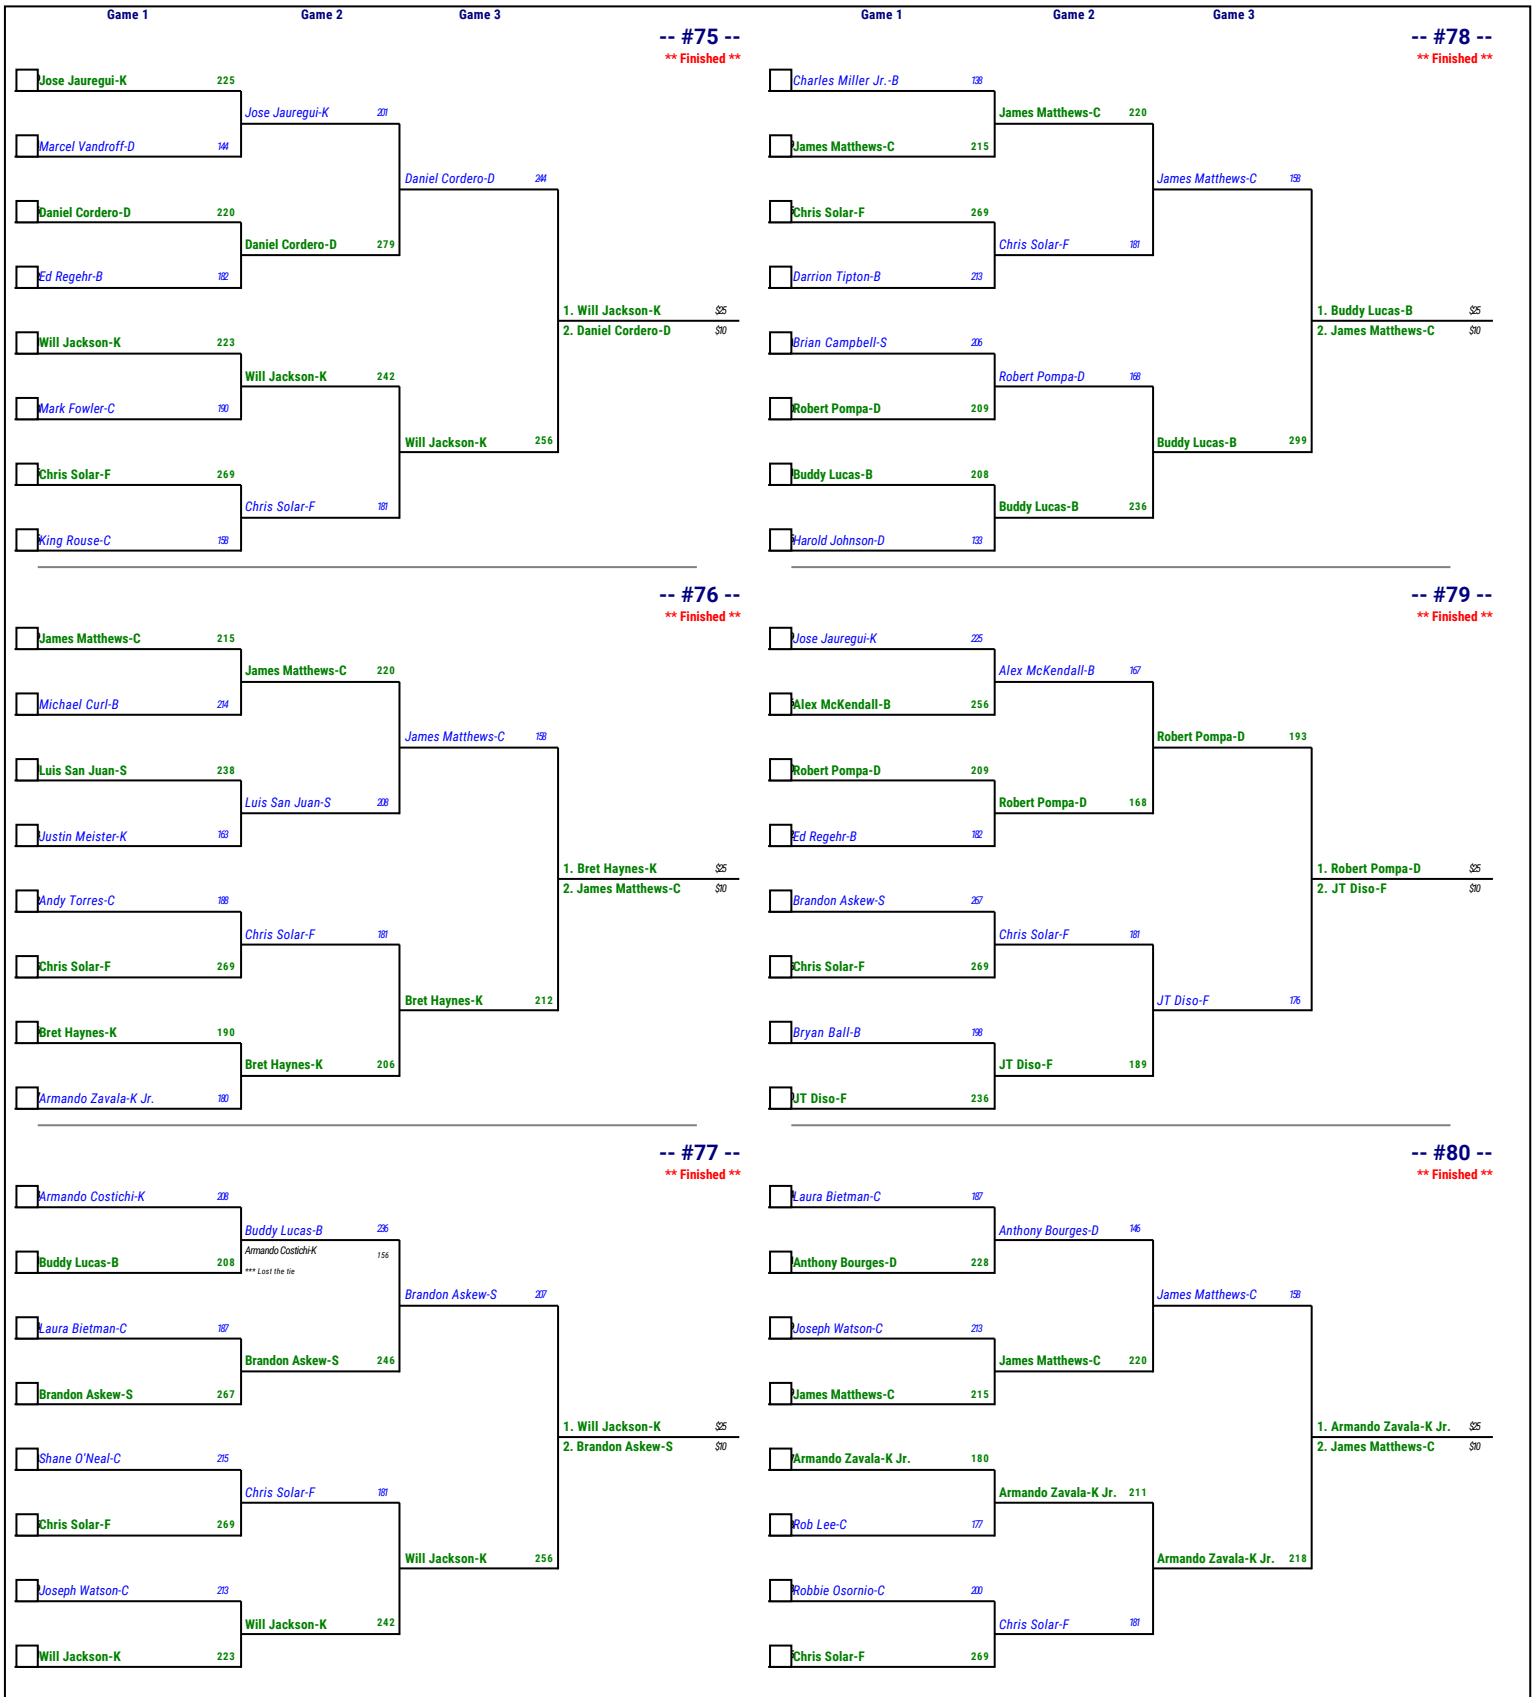 Game 1 Game 2 Game 3
-- #75 --
** Finished **
Jose Jauregui-K 225
Jose Jauregui-K 201
Marcel Vandroff-D 144
Daniel Cordero-D 244
Daniel Cordero-D 220
Daniel Cordero-D 279
Ed Regehr-B 182
1. Will Jackson-K $25
2. Daniel Cordero-D $10
Will Jackson-K 223
Will Jackson-K 242
Mark Fowler-C 190
Will Jackson-K 256
Chris Solar-F 269
Chris Solar-F 181
King Rouse-C 158
-- #76 --
** Finished **
James Matthews-C 215
James Matthews-C 220
Michael Curl-B 214
James Matthews-C 158
Luis San Juan-S 238
Luis San Juan-S 208
Justin Meister-K 163
1. Bret Haynes-K $25
2. James Matthews-C $10
Andy Torres-C 188
Chris Solar-F 181
Chris Solar-F 269
Bret Haynes-K 212
Bret Haynes-K 190
Bret Haynes-K 206
Armando Zavala-K Jr. 180
-- #77 --
** Finished **
Armando Costichi-K 208
Buddy Lucas-B 236
Armando Costichi-K 156
Buddy Lucas-B 208
*** Lost the tie
Brandon Askew-S 207
Laura Bietman-C 187
Brandon Askew-S 246
Brandon Askew-S 267
1. Will Jackson-K $25
2. Brandon Askew-S $10
Shane O'Neal-C 215
Chris Solar-F 181
Chris Solar-F 269
Will Jackson-K 256
Joseph Watson-C 213
Will Jackson-K 242
Will Jackson-K 223
Game 1 Game 2 Game 3
-- #78 --
** Finished **
Charles Miller Jr.-B 138
James Matthews-C 220
James Matthews-C 215
James Matthews-C 158
Chris Solar-F 269
Chris Solar-F 181
Darrion Tipton-B 213
1. Buddy Lucas-B $25
2. James Matthews-C $10
Brian Campbell-S 206
Robert Pompa-D 168
Robert Pompa-D 209
Buddy Lucas-B 299
Buddy Lucas-B 208
Buddy Lucas-B 236
Harold Johnson-D 133
-- #79 --
** Finished **
Jose Jauregui-K 225
Alex McKendall-B 167
Alex McKendall-B 256
Robert Pompa-D 193
Robert Pompa-D 209
Robert Pompa-D 168
Ed Regehr-B 182
1. Robert Pompa-D $25
2. JT Diso-F $10
Brandon Askew-S 267
Chris Solar-F 181
Chris Solar-F 269
JT Diso-F 176
Bryan Ball-B 198
JT Diso-F 189
JT Diso-F 236
-- #80 --
** Finished **
Laura Bietman-C 187
Anthony Bourges-D 146
Anthony Bourges-D 228
James Matthews-C 158
Joseph Watson-C 213
James Matthews-C 220
James Matthews-C 215
1. Armando Zavala-K Jr. $25
2. James Matthews-C $10
Armando Zavala-K Jr. 180
Armando Zavala-K Jr. 211
Rob Lee-C 177
Armando Zavala-K Jr. 218
Robbie Osornio-C 200
Chris Solar-F 181
Chris Solar-F 269